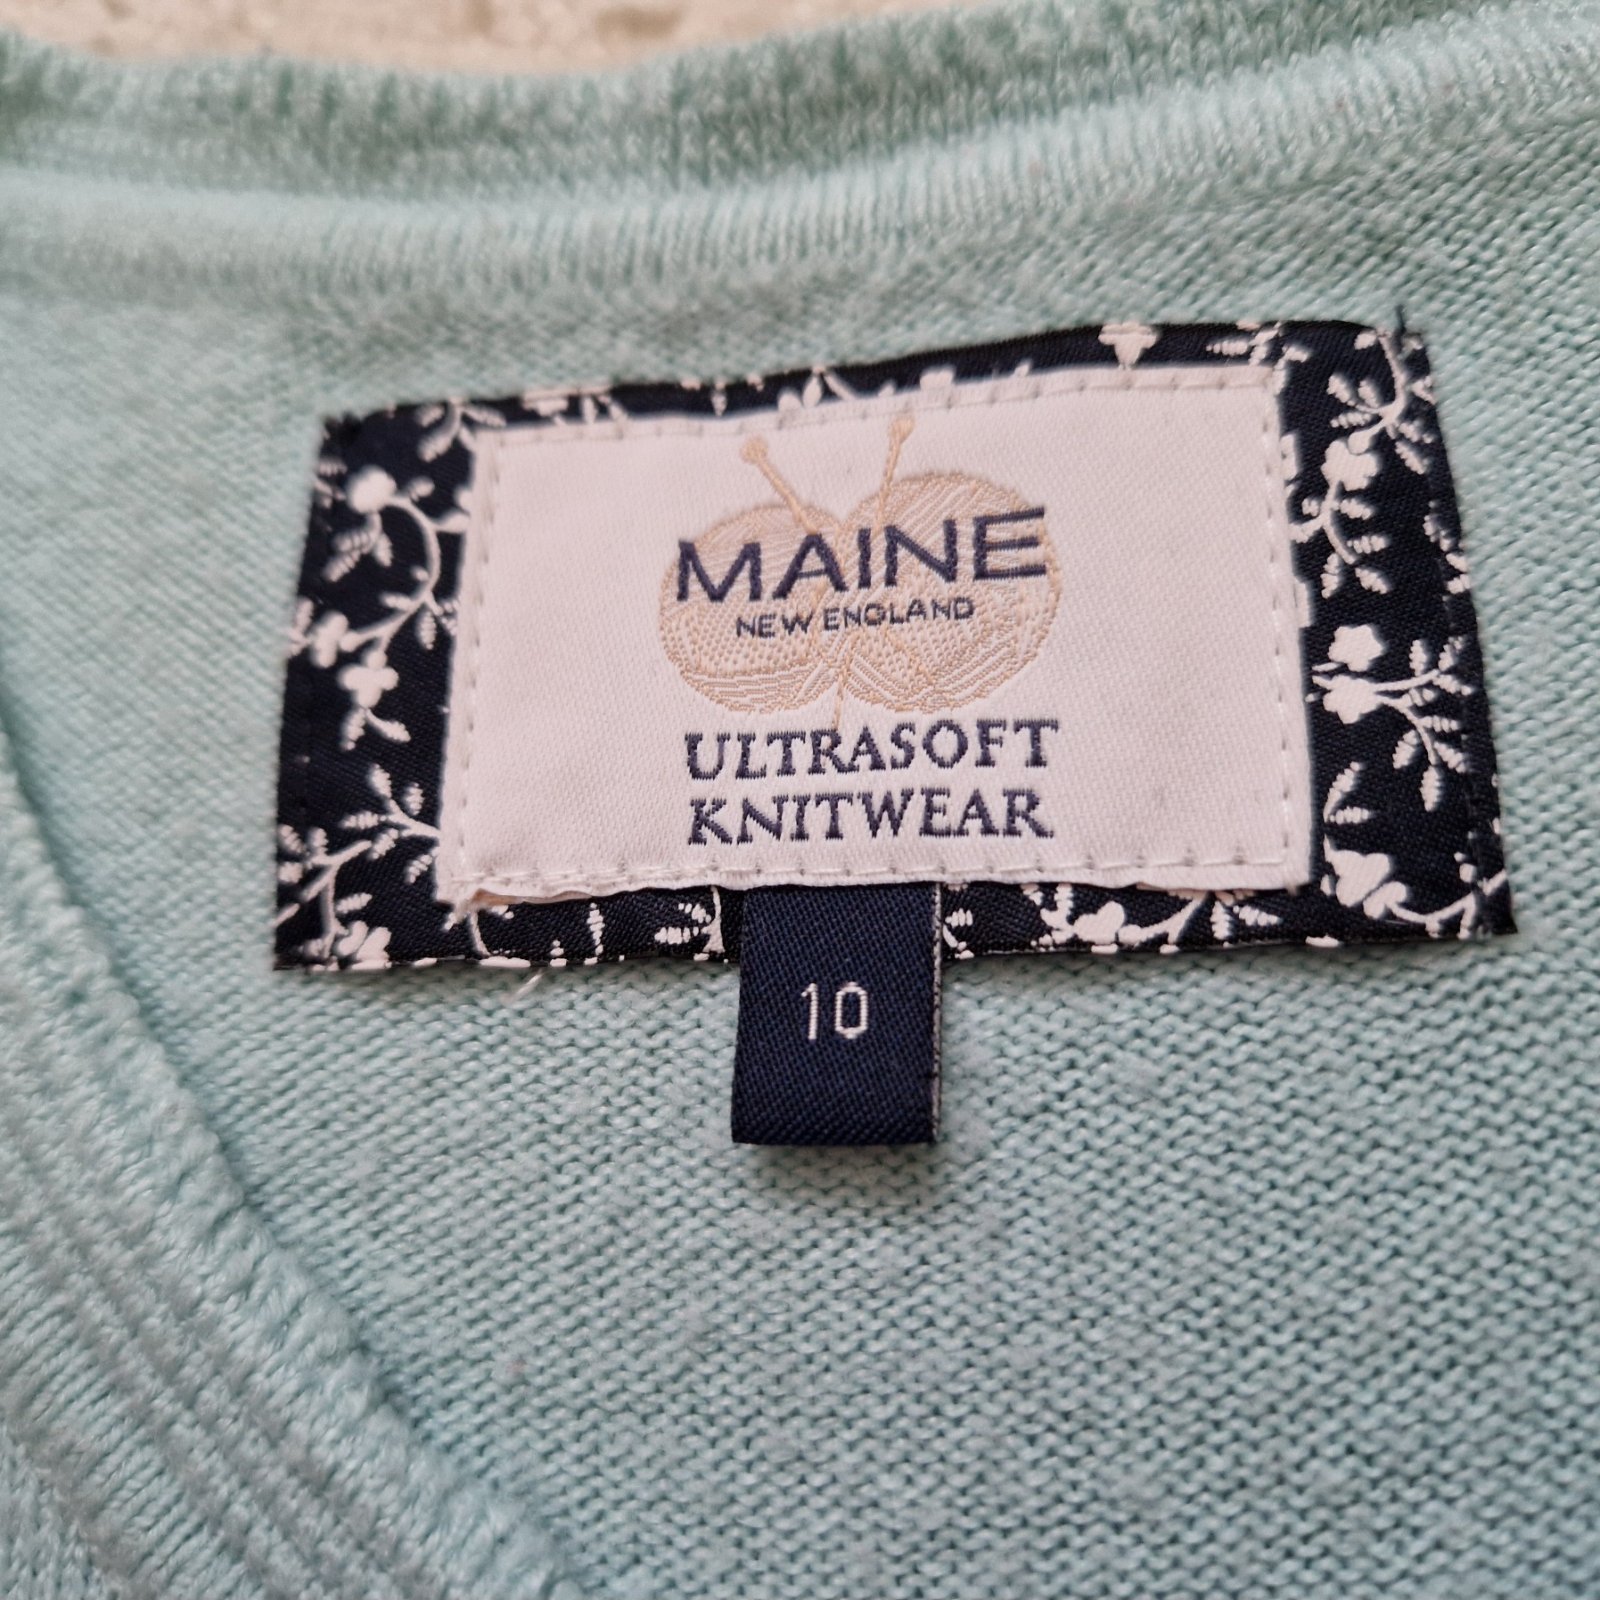 MAINE
NEW ENGLAND
ULTRASOFT
KNITWEAR
10